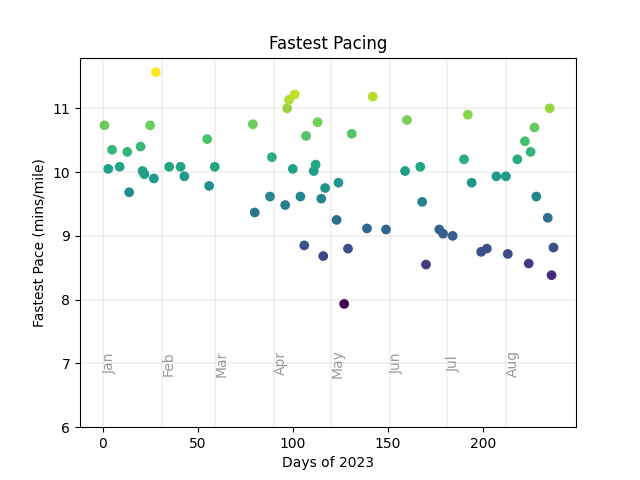 Fastest Pacing
Fastest Pace (mins/mile)
11
10
9
8
7
6
Jan
Feb
Mar
Apr
May
Jun
Jul
Aug
0
50
100
150
200
Days of 2023